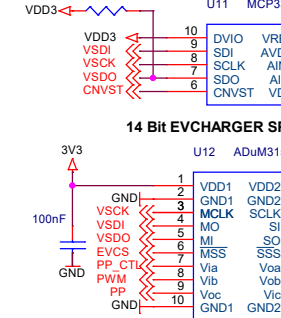 VDD3
U11 MCP3
VDD3 10 DVIO VRE
VSDI 9 SDI AVD
VSCK 8 SCLK AIN
VSDO 7 SDO AI
CNVST 6 CNVST VD
14 Bit EVCHARGER SP
3V3
U12 ADuM31
1 VDD1 VDD2
GND 2 GND1 GND2
VSCK 3 MCLK SCLK
100nF VSDI 4 MO SI
VSDO 5 MI SO
EVCS 6 MSS SSS
GND PP_CTL 7 Via Voa
PWM 8 Vib Vob
PP 9 Voc Vic
GND 10 GND1 GND2